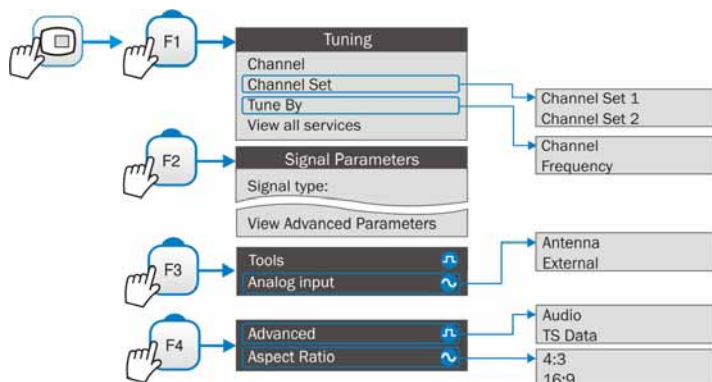 F1
Tuning
Channel
Channel Set
Tune By
View all services
Channel Set 1
Channel Set 2
Channel
Frequency
F2
Signal Parameters
Signal type:
View Advanced Parameters
F3
Tools
Analog input
Antenna
External
F4
Advanced
Aspect Ratio
Audio
TS Data
4:3
16:9